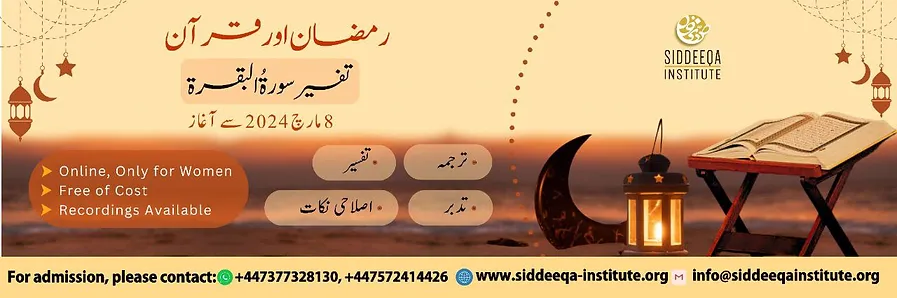 رمضان اور قرآن
تفسیر سورۃُ البقرۃ
8 مارچ 2024 سے آغاز
SIDDEEQA
INSTITUTE
Online, Only for Women
Free of Cost
Recordings Available
• ترجمہ
• تفسیر
• تدبر
• اصلاحی نکات
For admission, please contact: +447377328130, +447572414426 www.siddeeqa-institute.org info@siddeeqainstitute.org